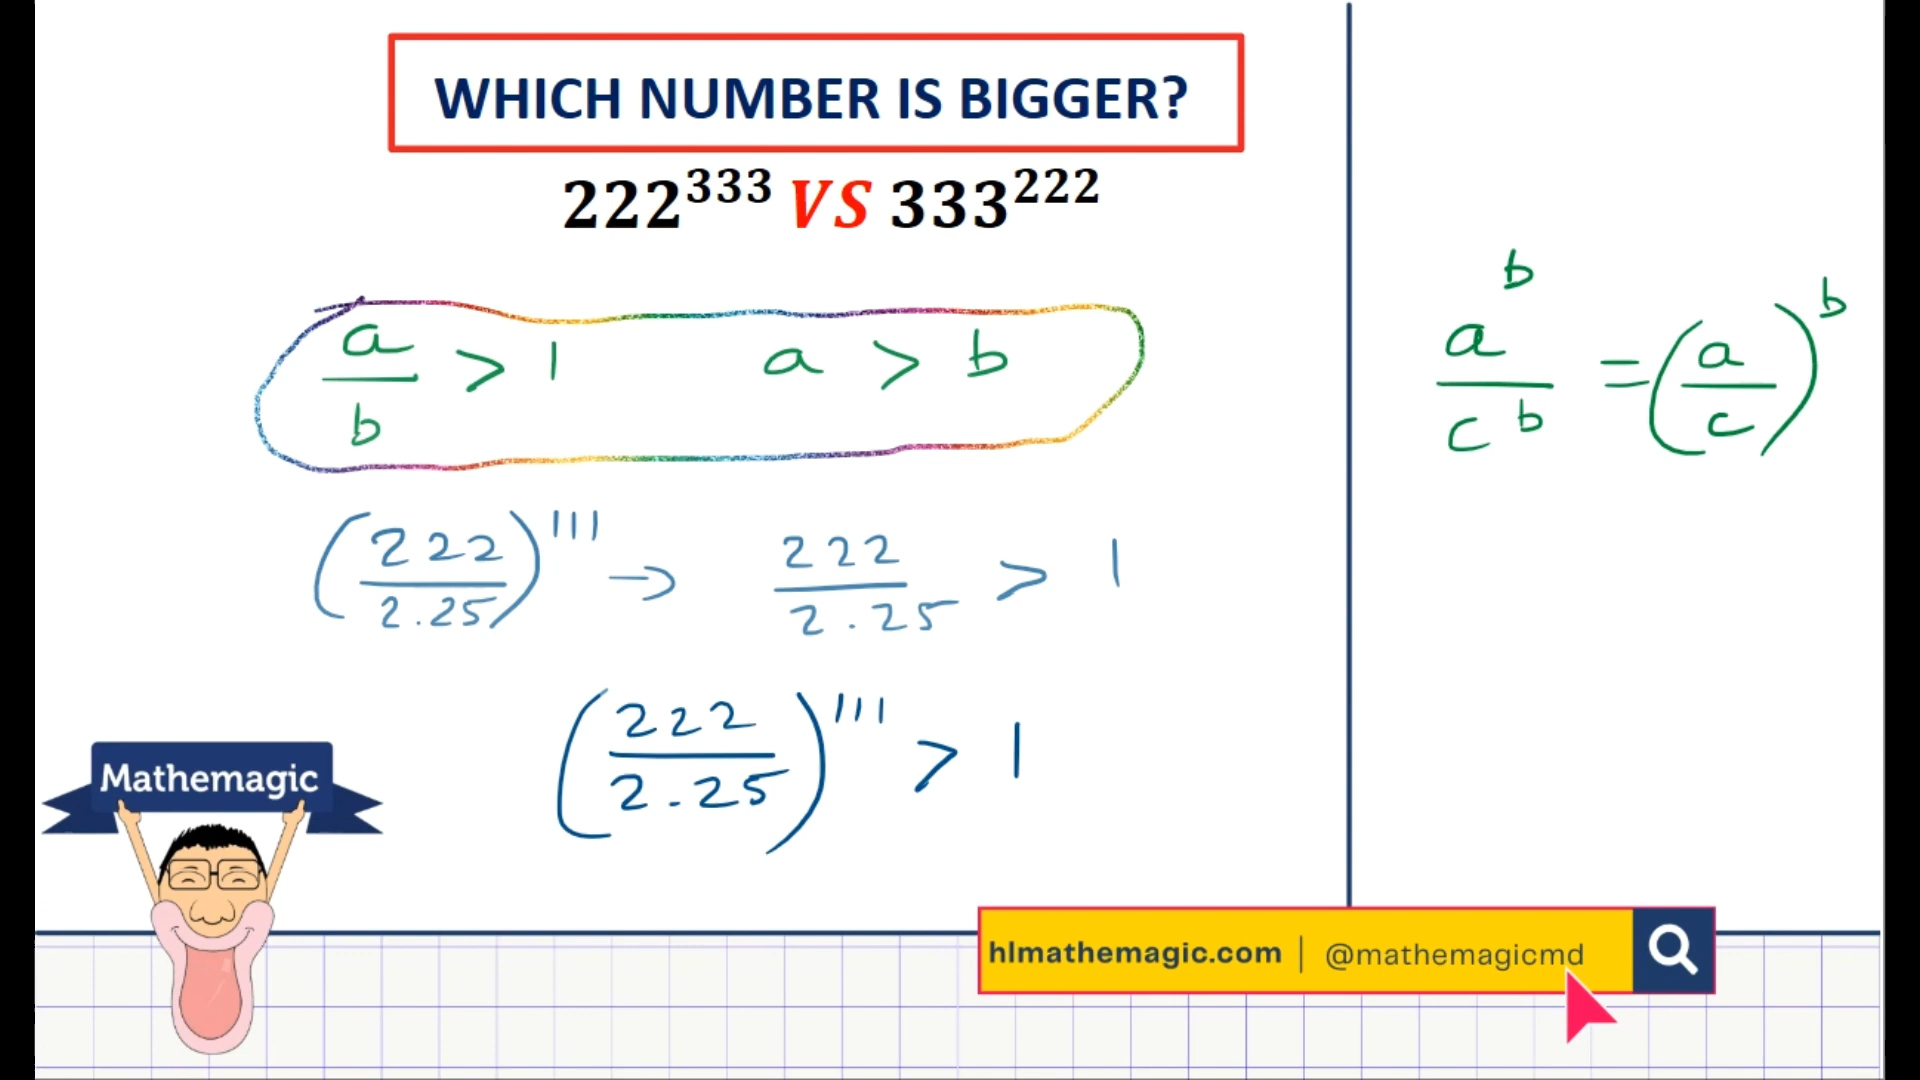 WHICH NUMBER IS BIGGER?
222^333 VS 333^222
a/b > 1 a > b
a^b/c^b = (a/c)^b
(222/2.25)^111 → 222/2.25 > 1
(222/2.25)^111 > 1
Mathemagic
hlmathemagic.com | @mathemagicmd